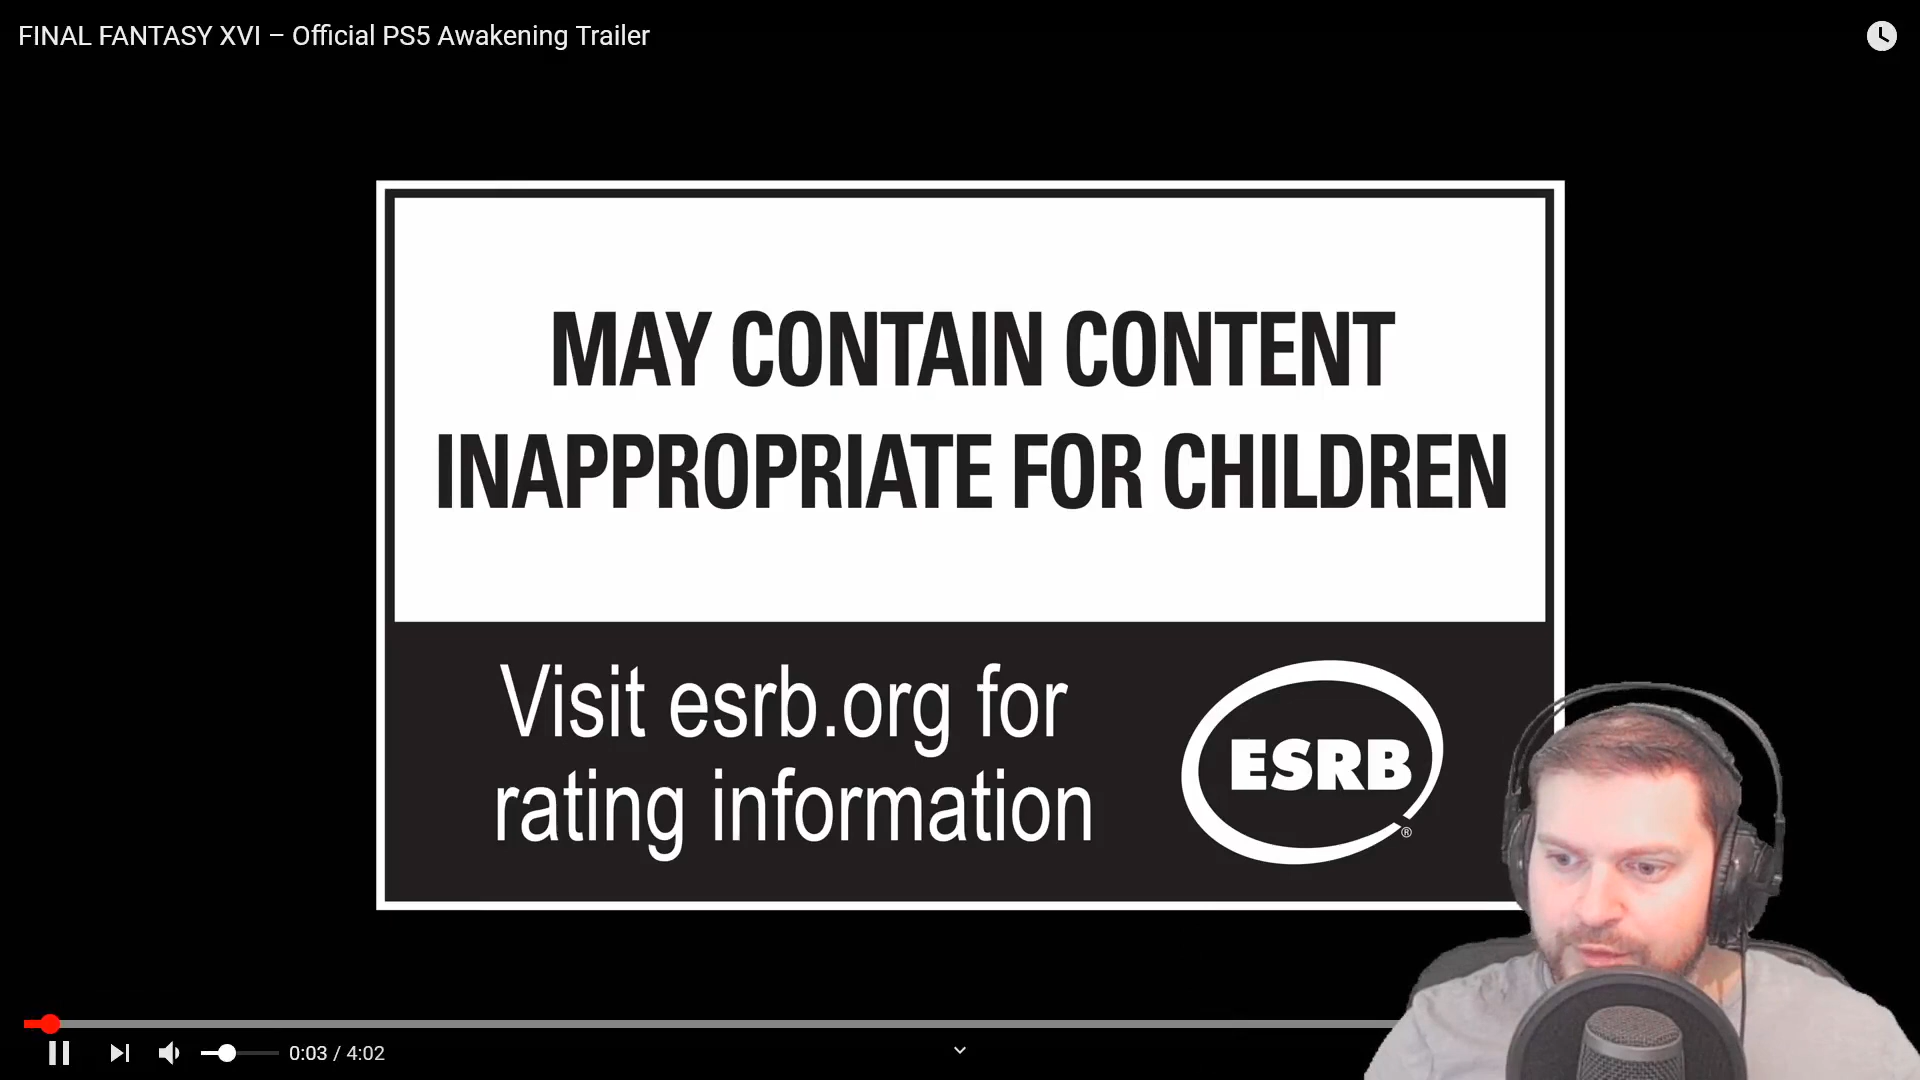 FINAL FANTASY XVI – Official PS5 Awakening Trailer
MAY CONTAIN CONTENT
INAPPROPRIATE FOR CHILDREN
Visit esrb.org for
rating information
ESRB
®
0:03 / 4:02